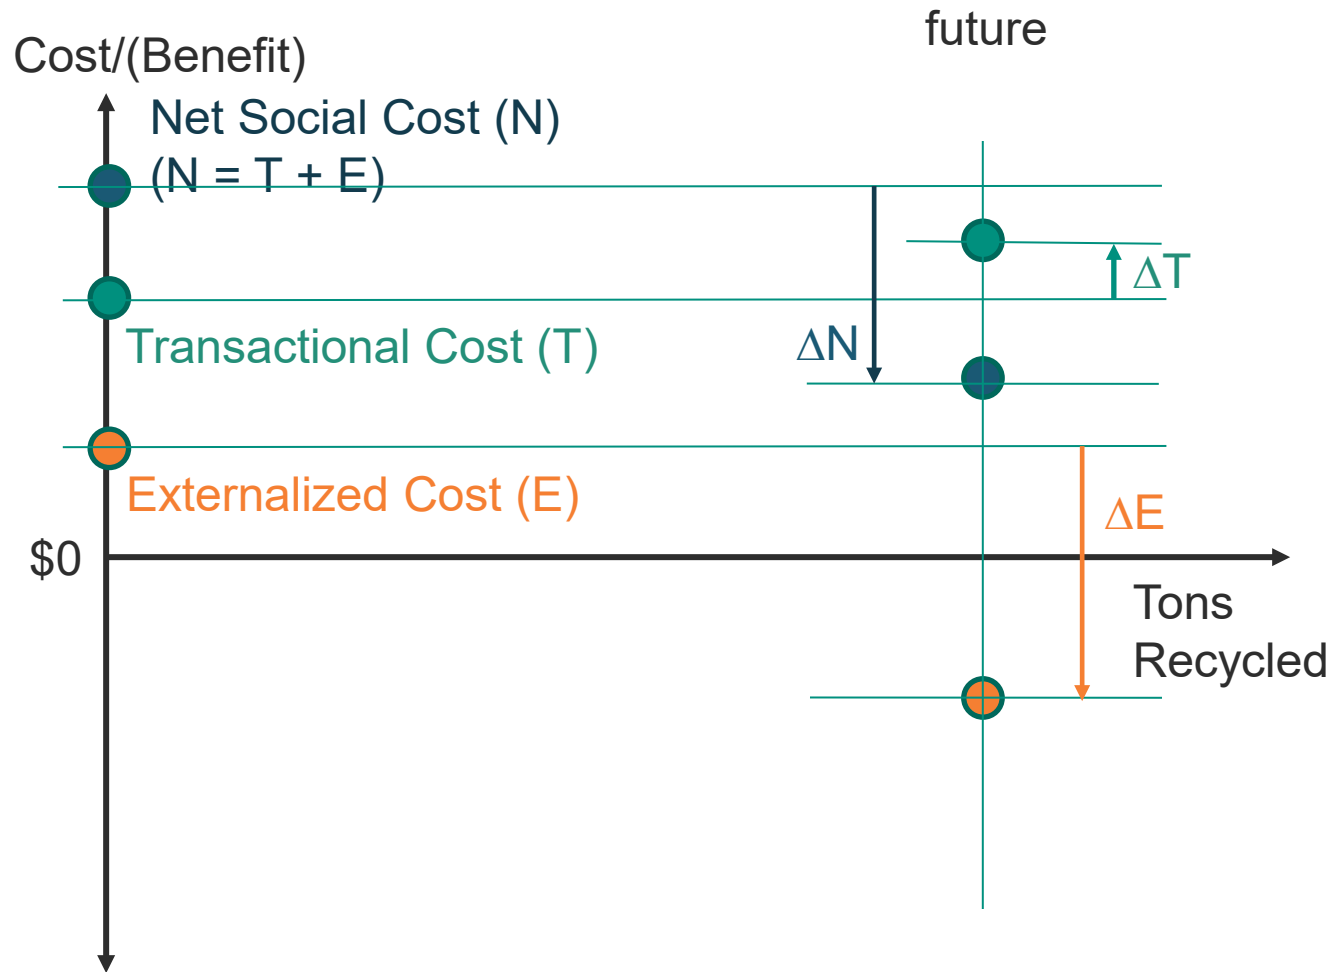 future
Cost/(Benefit)
Net Social Cost (N)
(N = T + E)
ΔT
Transactional Cost (T)
ΔN
Externalized Cost (E)
ΔE
$0
Tons
Recycled